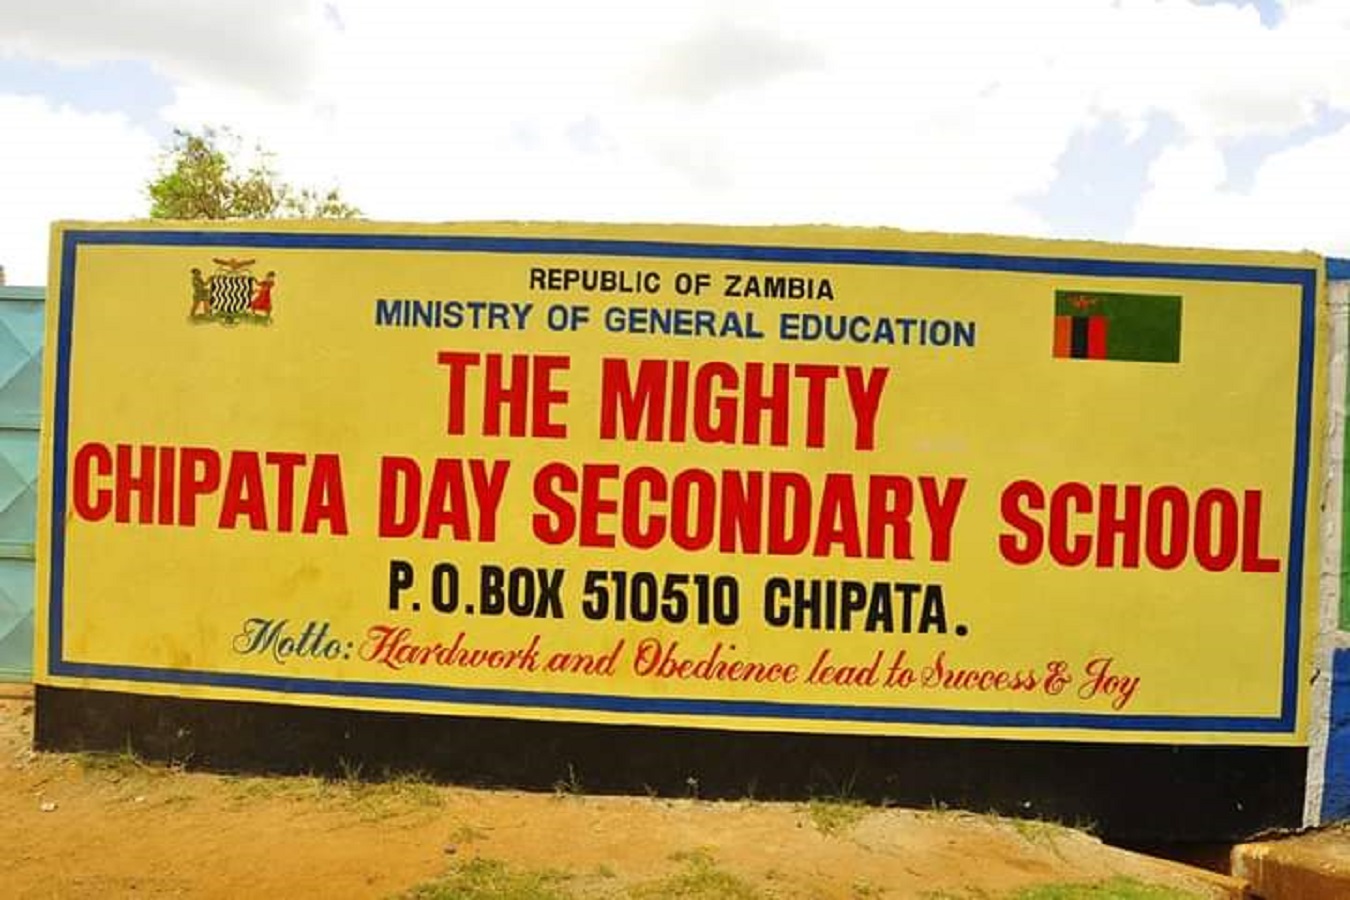 REPUBLIC OF ZAMBIA
MINISTRY OF GENERAL EDUCATION
THE MIGHTY
CHIPATA DAY SECONDARY SCHOOL
P.O.BOX 510510 CHIPATA.
Motto: Hardwork and Obedience lead to Success & Joy